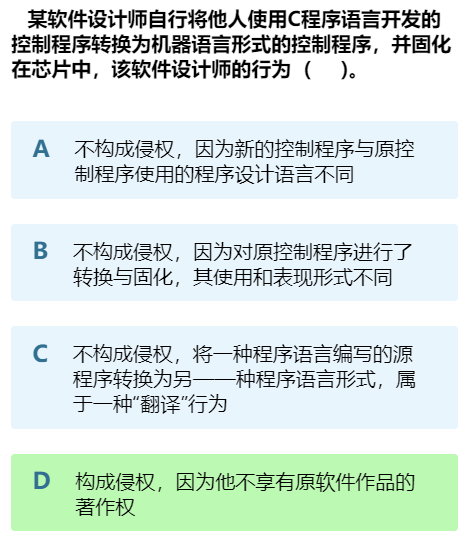 某软件设计师自行将他人使用C程序语言开发的
控制程序转换为机器语言形式的控制程序，并固化
在芯片中，该软件设计师的行为（ ）。
A 不构成侵权，因为新的控制程序与原控
制程序使用的程序设计语言不同
B 不构成侵权，因为对原控制程序进行了
转换与固化，其使用和表现形式不同
C 不构成侵权，将一种程序语言编写的源
程序转换为另一——种程序语言形式，属
于一种“翻译”行为
D 构成侵权，因为他不享有原软件作品的
著作权